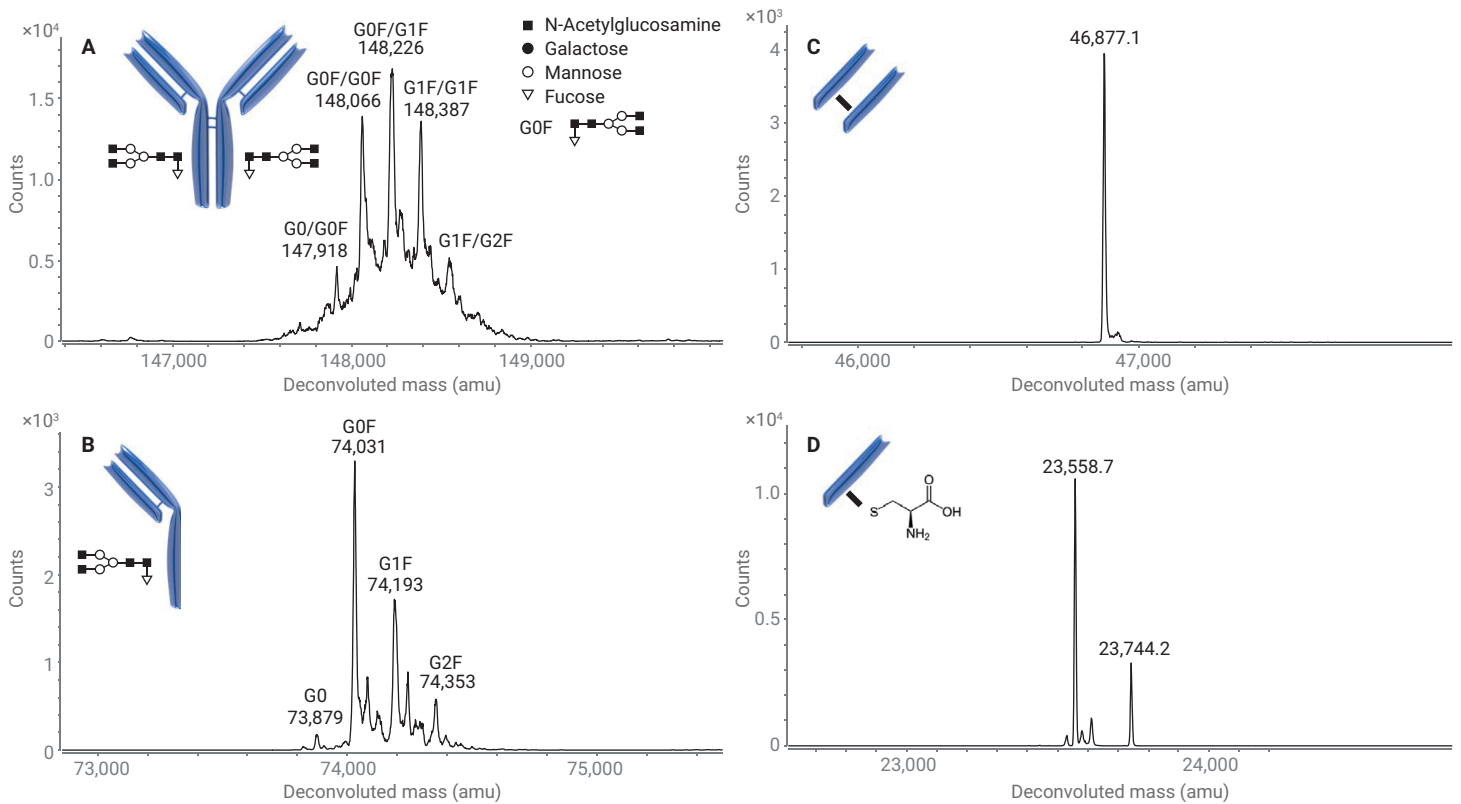 ×10⁴
A
G0F/G1F
148,226
G0F/G0F
148,066
G1F/G1F
148,387
G0/G0F
147,918
G1F/G2F
N-Acetylglucosamine
Galactose
Mannose
Fucose
G0F
1.5
1.0
0.5
0
Counts
147,000
148,000
149,000
Deconvoluted mass (amu)
×10³
C
46,877.1
4
3
2
1
0
Counts
46,000
47,000
Deconvoluted mass (amu)
×10³
B
G0F
74,031
G1F
74,193
G2F
74,353
G0
73,879
3
2
1
0
Counts
73,000
74,000
75,000
Deconvoluted mass (amu)
×10⁴
D
23,558.7
23,744.2
O
OH
S
NH₂
1.0
0.5
0
Counts
23,000
24,000
Deconvoluted mass (amu)